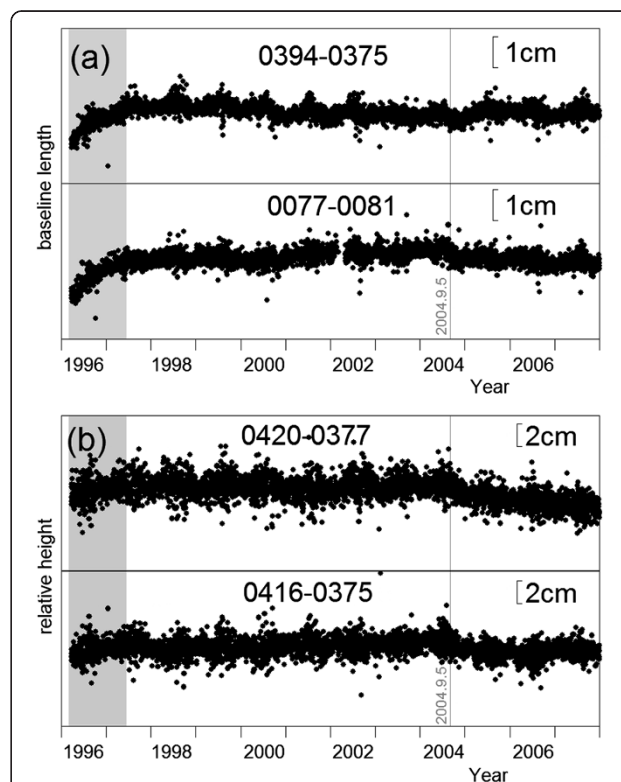 (a)
0394-0375
1cm
0077-0081
1cm
baseline length
2004.9.5
1996 1998 2000 2002 2004 2006
Year
(b)
0420-0377
2cm
0416-0375
2cm
relative height
2004.9.5
1996 1998 2000 2002 2004 2006
Year